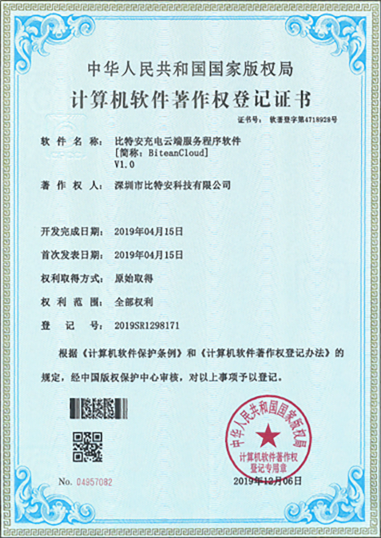 中华人民共和国国家版权局
计算机软件著作权登记证书
证书号： 软著登字第4718928号
软件名称： 比特安充电云端服务程序软件
[简称：BiteanCloud]
V1.0
著作权人： 深圳市比特安科技有限公司
开发完成日期： 2019年04月15日
首次发表日期： 2019年04月15日
权利取得方式： 原始取得
权利范围： 全部权利
登记号： 2019SR1298171
根据《计算机软件保护条例》和《计算机软件著作权登记办法》的
规定，经中国版权保护中心审核，对以上事项予以登记。
中华人民共和国国家版权局
计算机软件著作权
登记专用章
No. 04957082
2019年12月06日